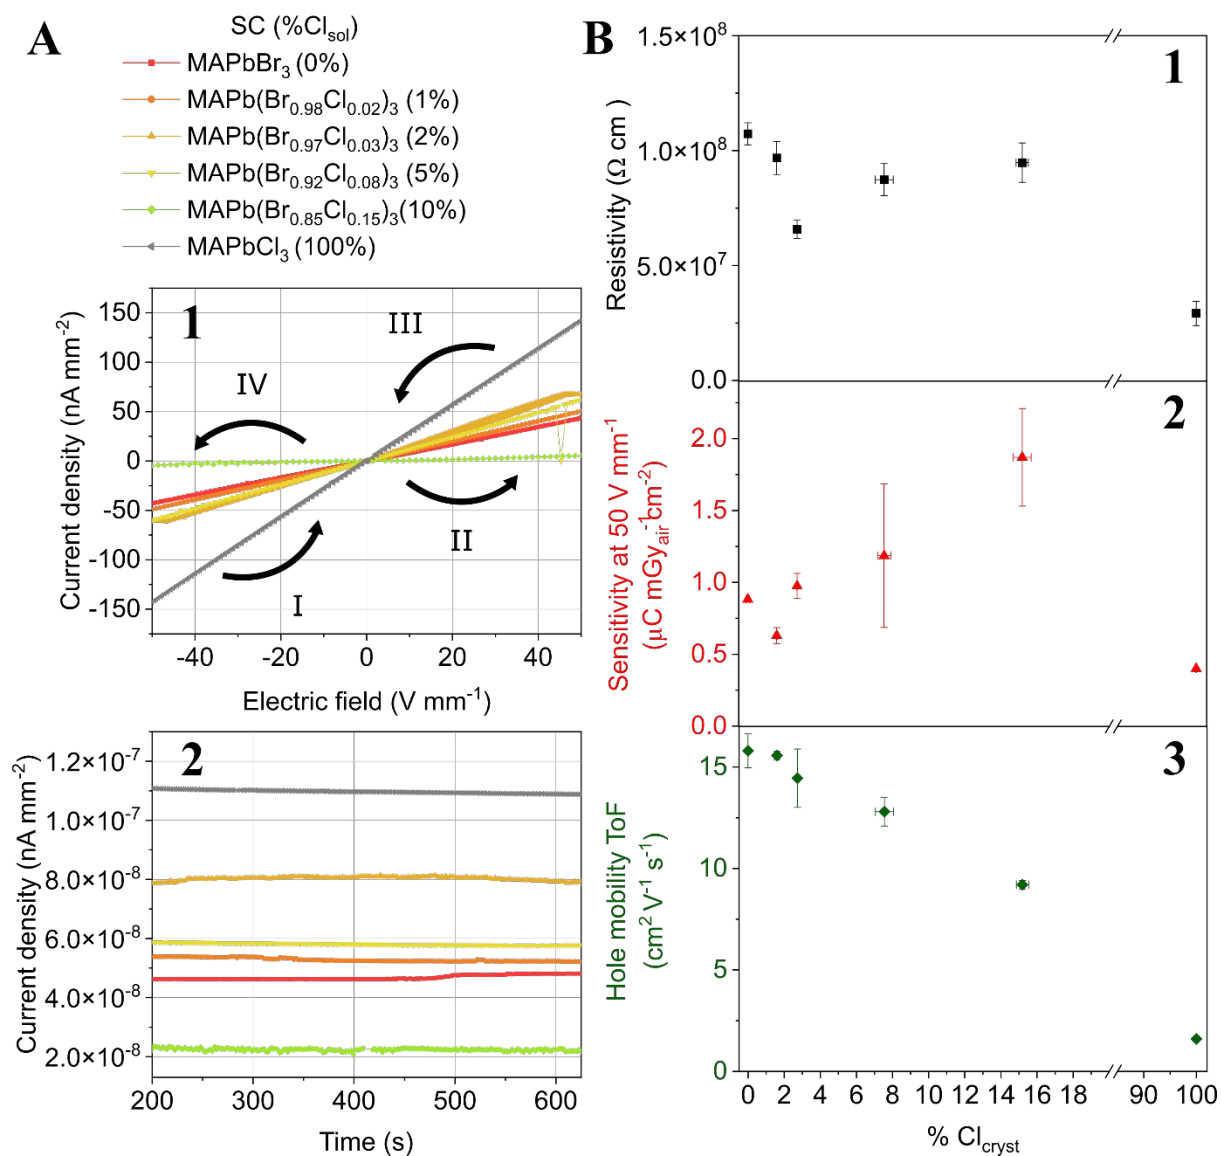 A
SC (%Cl_sol)
MAPbBr₃ (0%)
MAPb(Br₀.₉₈Cl₀.₀₂)₃ (1%)
MAPb(Br₀.₉₇Cl₀.₀₃)₃ (2%)
MAPb(Br₀.₉₂Cl₀.₀₈)₃ (5%)
MAPb(Br₀.₈₅Cl₀.₁₅)₃(10%)
MAPbCl₃ (100%)
1
150
100
50
0
-50
-100
-150
Current density (nA mm⁻²)
I
II
III
IV
-40
-20
0
20
40
Electric field (V mm⁻¹)
2
1.2×10⁻⁷
1.0×10⁻⁷
8.0×10⁻⁸
6.0×10⁻⁸
4.0×10⁻⁸
2.0×10⁻⁸
Current density (nA mm⁻²)
200
300
400
500
600
Time (s)
B
1
1.5×10⁸
1.0×10⁸
5.0×10⁷
0.0
Resistivity (Ω cm)
2
2.0
1.5
1.0
0.5
0.0
Sensitivity at 50 V mm⁻¹
(μC mGy_air⁻¹cm⁻²)
3
15
10
5
0
Hole mobility ToF
(cm² V⁻¹ s⁻¹)
0
2
4
6
8
10
12
14
16
18
90
100
% Cl_cryst